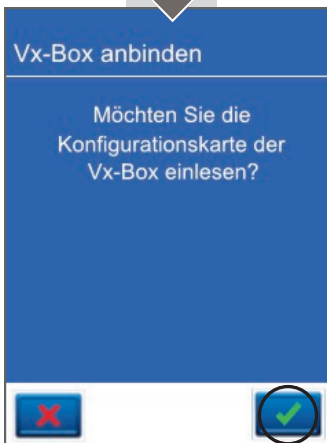 Vx-Box anbinden
Möchten Sie die
Konfigurationskarte der
Vx-Box einlesen?